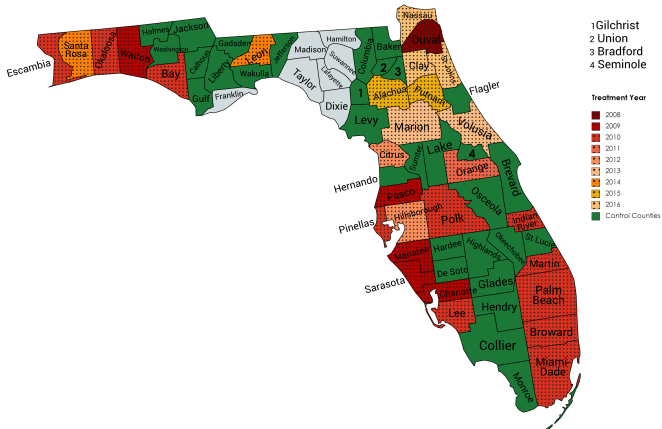 Nassau
Duval
Baker
Clay
St Johns
Columbia
Hamilton
Madison
Suwannee
Lafayette
Taylor
Dixie
Jefferson
Leon
Wakulla
Gadsden
Liberty
Franklin
Gulf
Calhoun
Jackson
Holmes
Washington
Bay
Walton
Okaloosa
Santa
Rosa
Escambia
1
2
3
Alachua
Putnam
Flagler
Levy
Marion
Volusia
Citrus
Sumter
Lake
4
Orange
Hernando
Pasco
Brevard
Osceola
Pinellas
Hillsborough
Polk
Indian
River
Manatee
Hardee
Highlands
Okeechobee
St Lucie
Sarasota
De Soto
Martin
Charlotte
Glades
Lee
Hendry
Palm
Beach
Collier
Broward
Monroe
Miami-
Dade
1 Gilchrist
2 Union
3 Bradford
4 Seminole
Treatment Year
2008
2009
2010
2011
2012
2013
2014
2015
2016
Control Counties